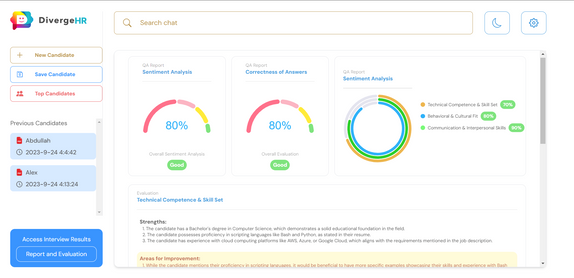 DivergeHR
Search chat
New Candidate
Save Candidate
Top Candidates
Previous Candidates
Abdullah
2023-9-24 4:4:42
Alex
2023-9-24 4:13:24
Access Interview Results
Report and Evaluation
QA Report
Sentiment Analysis
80%
Overall Sentiment Analysis
Good
QA Report
Correctness of Answers
80%
Overall Evaluation
Good
QA Report
Sentiment Analysis
Technical Competence & Skill Set
Behavioral & Cultural Fit 80%
Communication & Interpersonal Skills
Evaluation
Technical Competence & Skill Set
Strengths:
1. The candidate has a Bachelor's degree in Computer Science, which demonstrates a solid educational foundation in the field.
2. The candidate possesses proficiency in scripting languages like Bash and Python, as stated in their resume.
3. The candidate has experience with cloud computing platforms like AWS, Azure, or Google Cloud, which aligns with the requirements mentioned in the job description.
Areas for Improvement:
1. While the candidate mentions their proficiency in scripting languages, it would be beneficial to have more specific examples showcasing their skills and experience with Bash